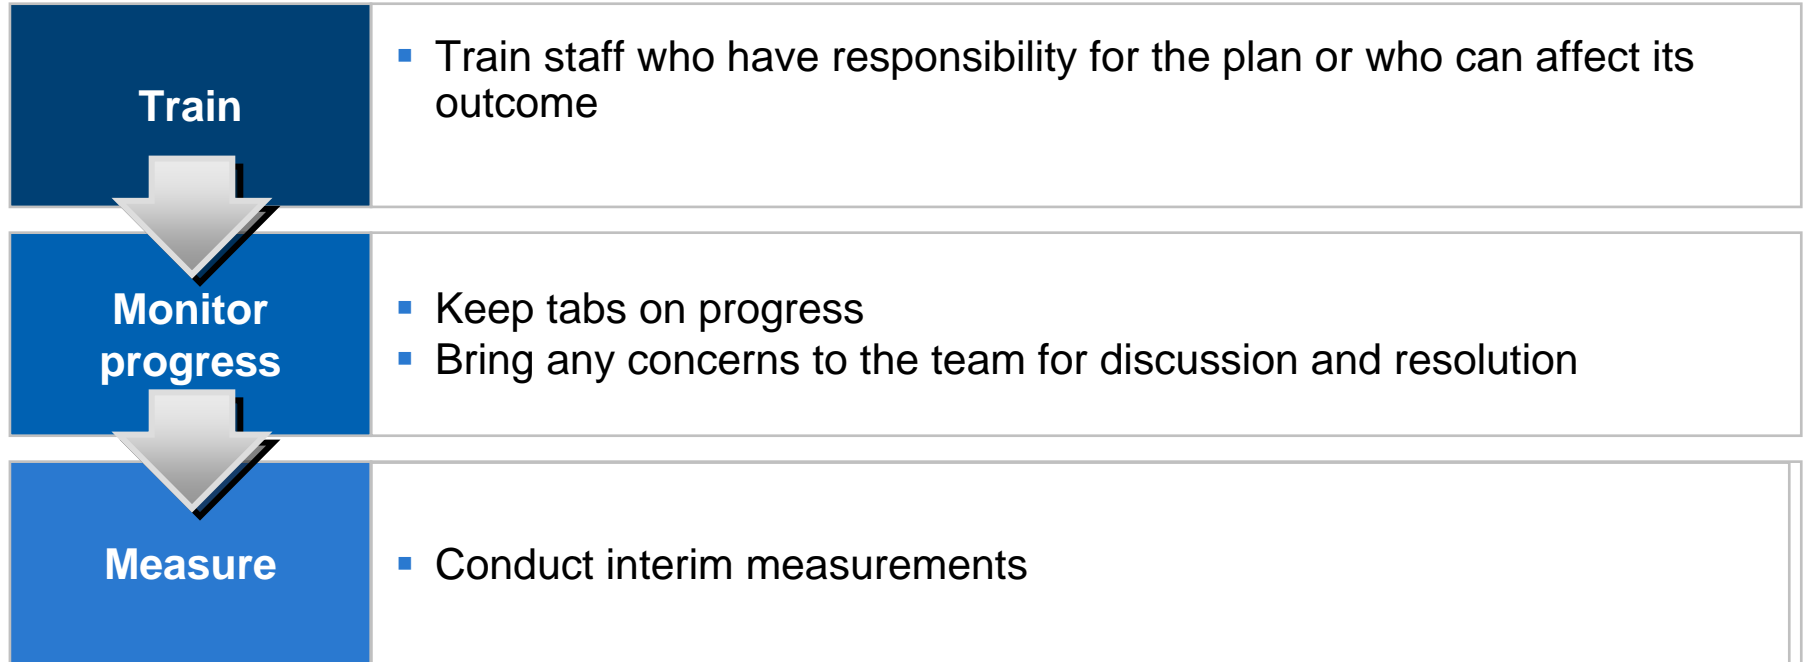 Train
▪ Train staff who have responsibility for the plan or who can affect its
outcome
Monitor
progress
▪ Keep tabs on progress
▪ Bring any concerns to the team for discussion and resolution
Measure
▪ Conduct interim measurements